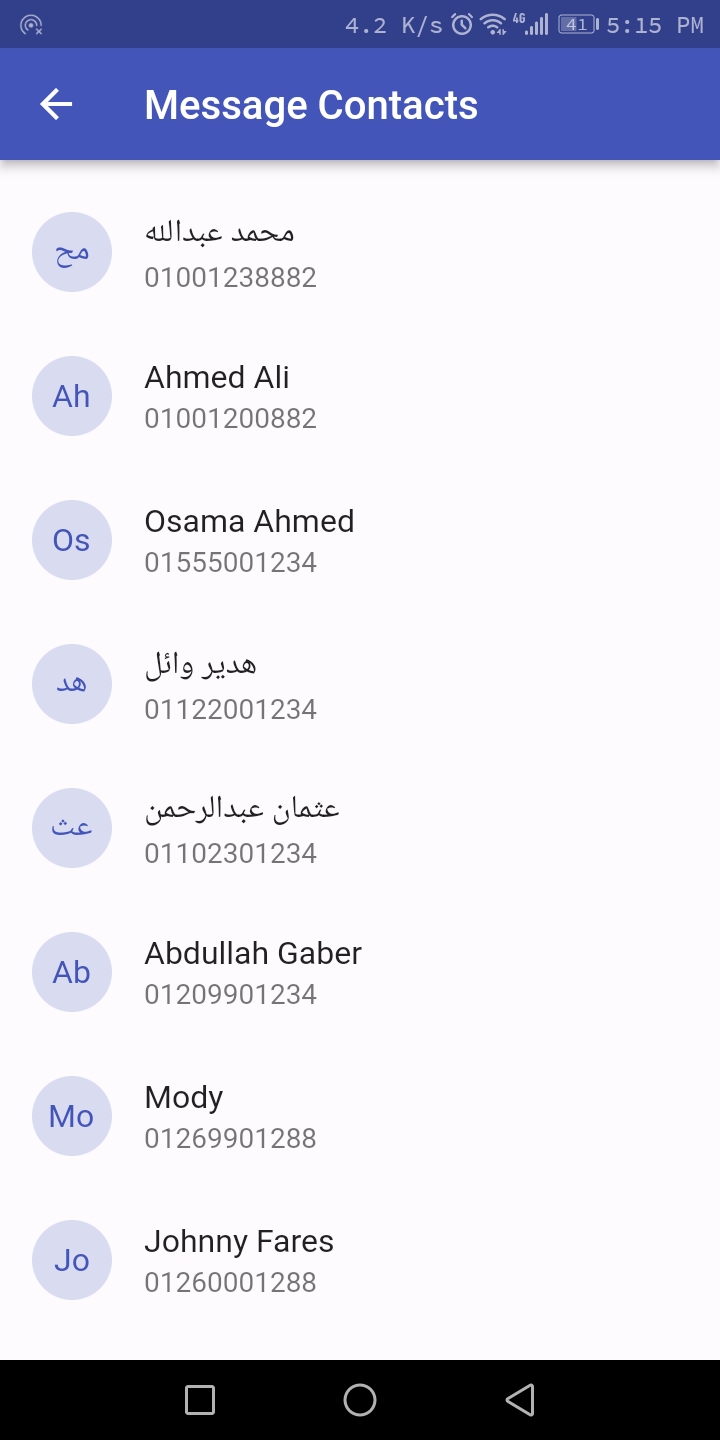 4.2 K/s 4G 41 5:15 PM
Message Contacts
مح
محمد عبدالله
01001238882
Ah
Ahmed Ali
01001200882
Os
Osama Ahmed
01555001234
هد
هدير وائل
01122001234
عث
عثمان عبدالرحمن
01102301234
Ab
Abdullah Gaber
01209901234
Mo
Mody
01269901288
Jo
Johnny Fares
01260001288